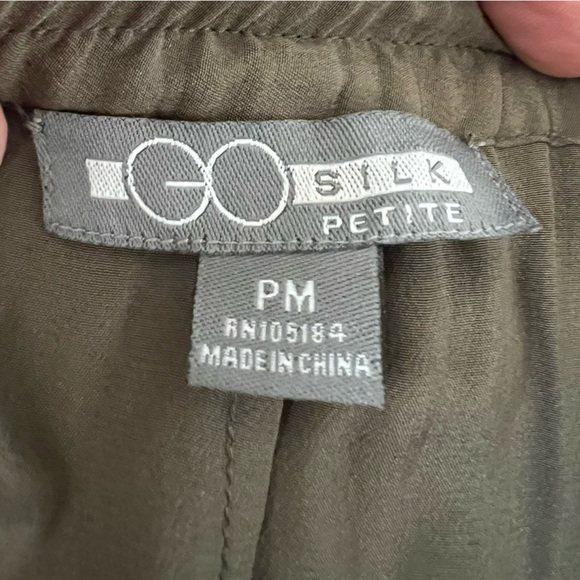 GO SILK
PETITE
PM
RN105184
MADE IN CHINA